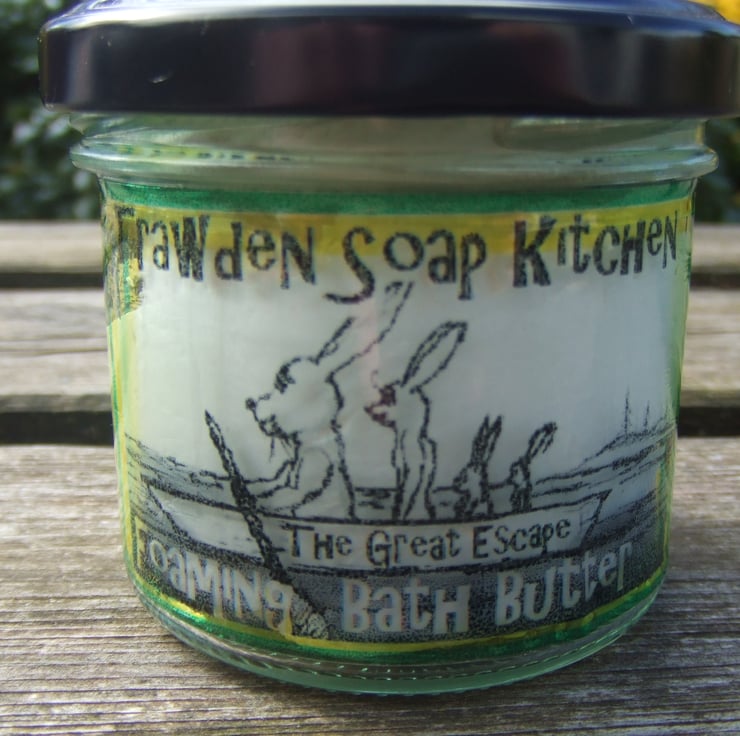 Trawden Soap Kitchen
The Great Escape
Foaming Bath Butter